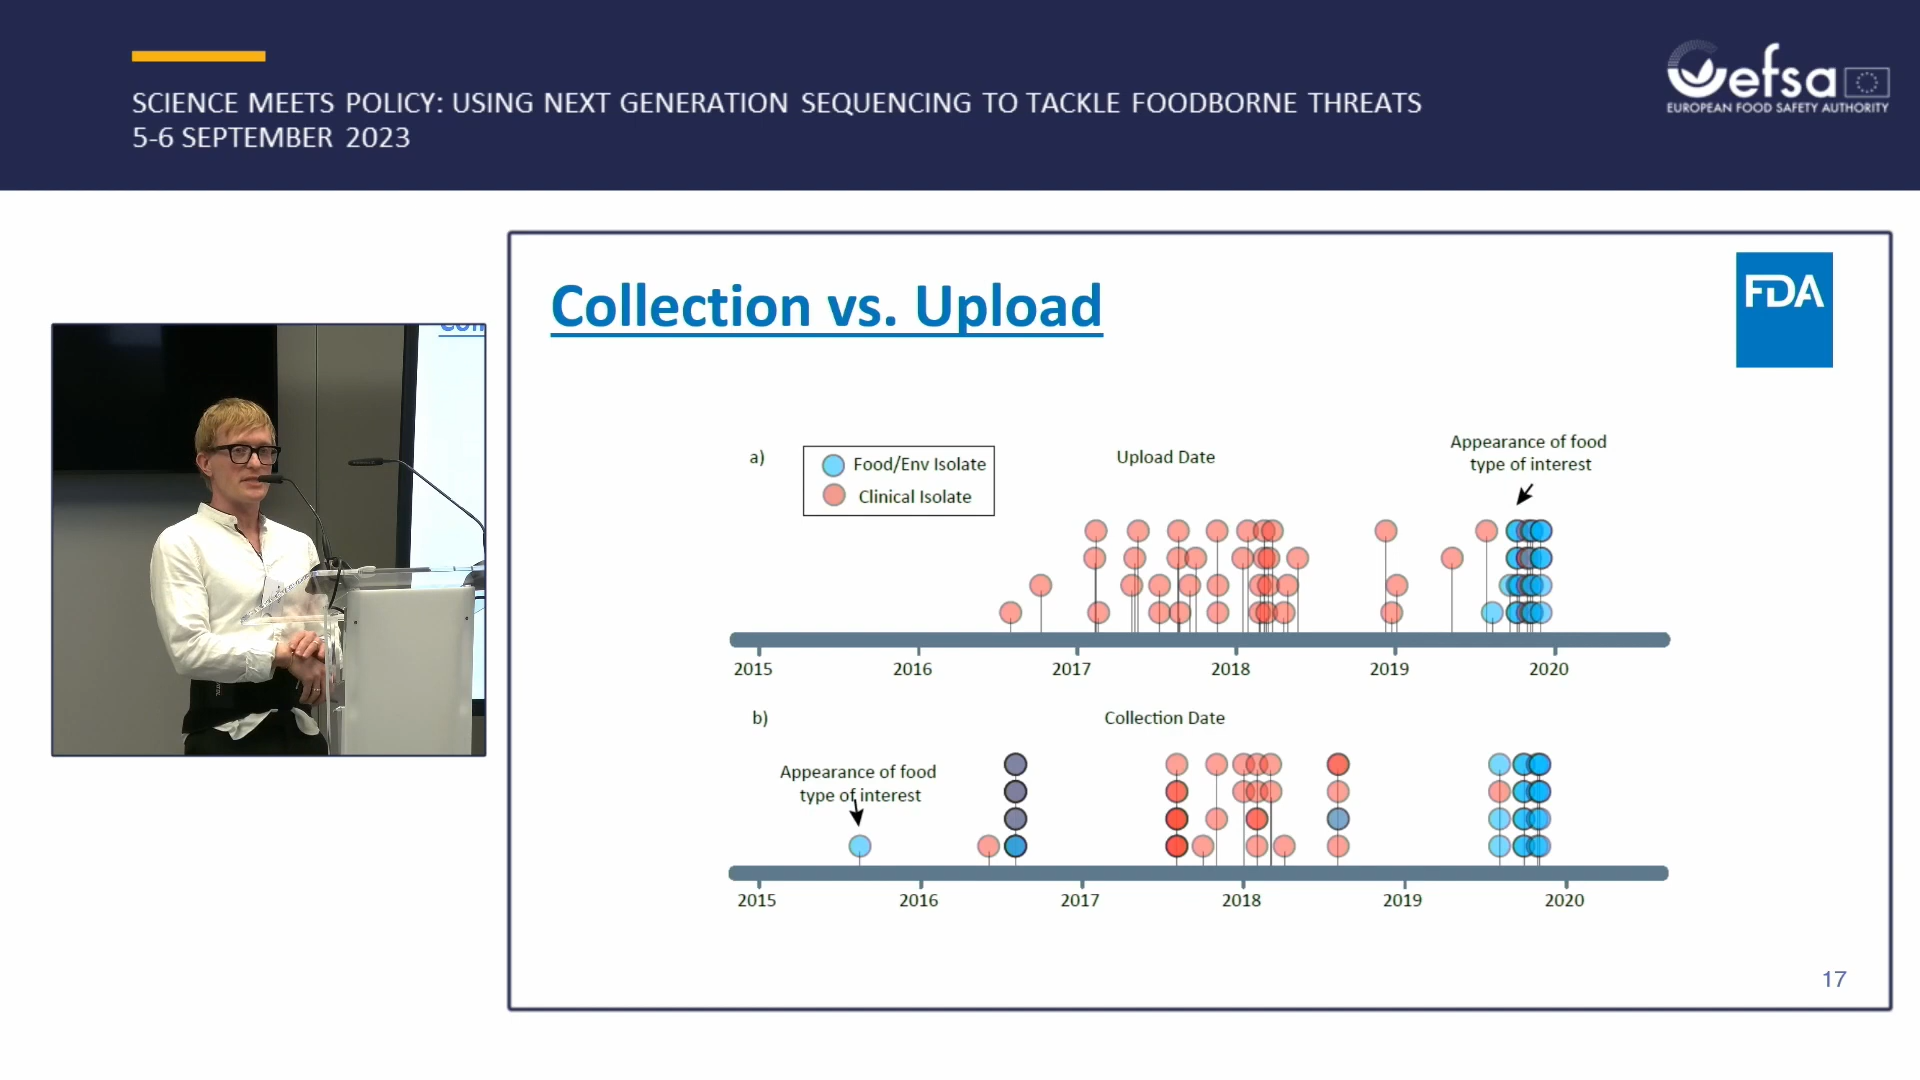 SCIENCE MEETS POLICY: USING NEXT GENERATION SEQUENCING TO TACKLE FOODBORNE THREATS
5-6 SEPTEMBER 2023
efsa
EUROPEAN FOOD SAFETY AUTHORITY
Collection vs. Upload
FDA
a)
Food/Env Isolate
Clinical Isolate
Upload Date
Appearance of food
type of interest
2015
2016
2017
2018
2019
2020
b)
Collection Date
Appearance of food
type of interest
2015
2016
2017
2018
2019
2020
17